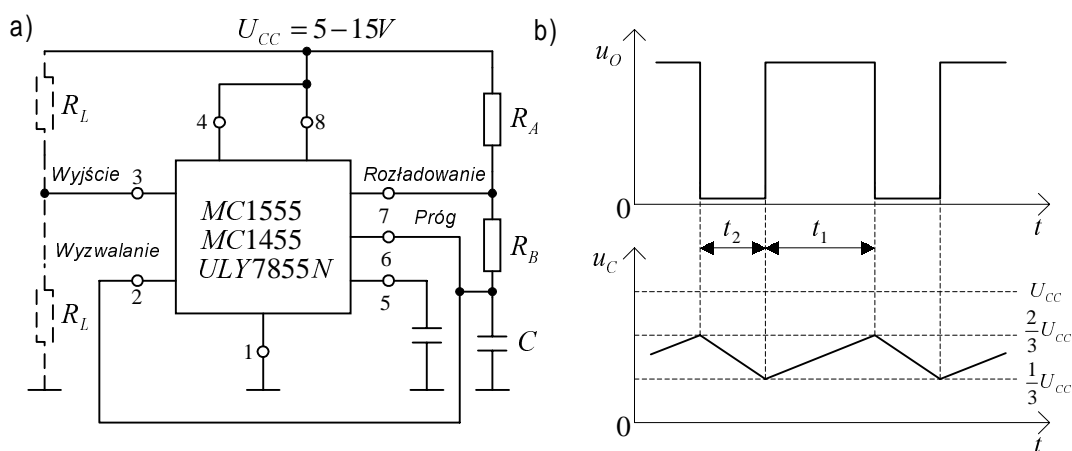 a)
U_CC = 5 – 15V
R_L
4
8
R_A
Wyjście
3
Rozładowanie
MC1555
MC1455
ULY7855N
7
Próg
Wyzwalanie
2
6
R_B
5
R_L
1
C
b)
u_O
0
t
t_2
t_1
u_C
U_CC
2/3 U_CC
1/3 U_CC
0
t